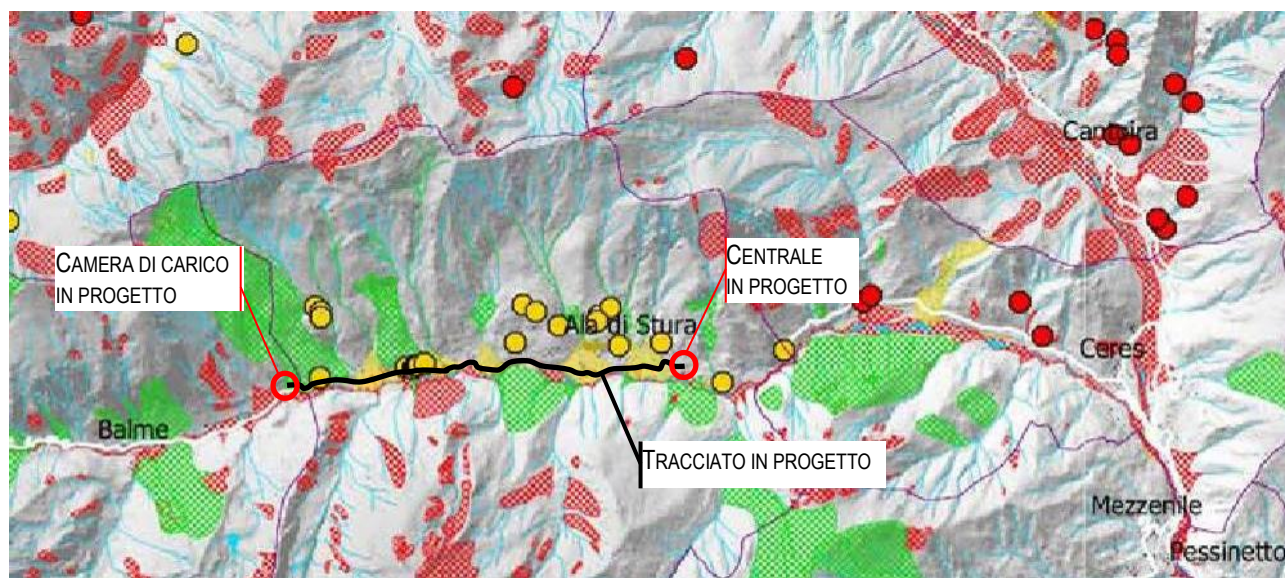 Cantoira
CAMERA DI CARICO
IN PROGETTO
CENTRALE
IN PROGETTO
Ala di Stura
Ceres
Balme
TRACCIATO IN PROGETTO
Mezzenile
Pessinetto